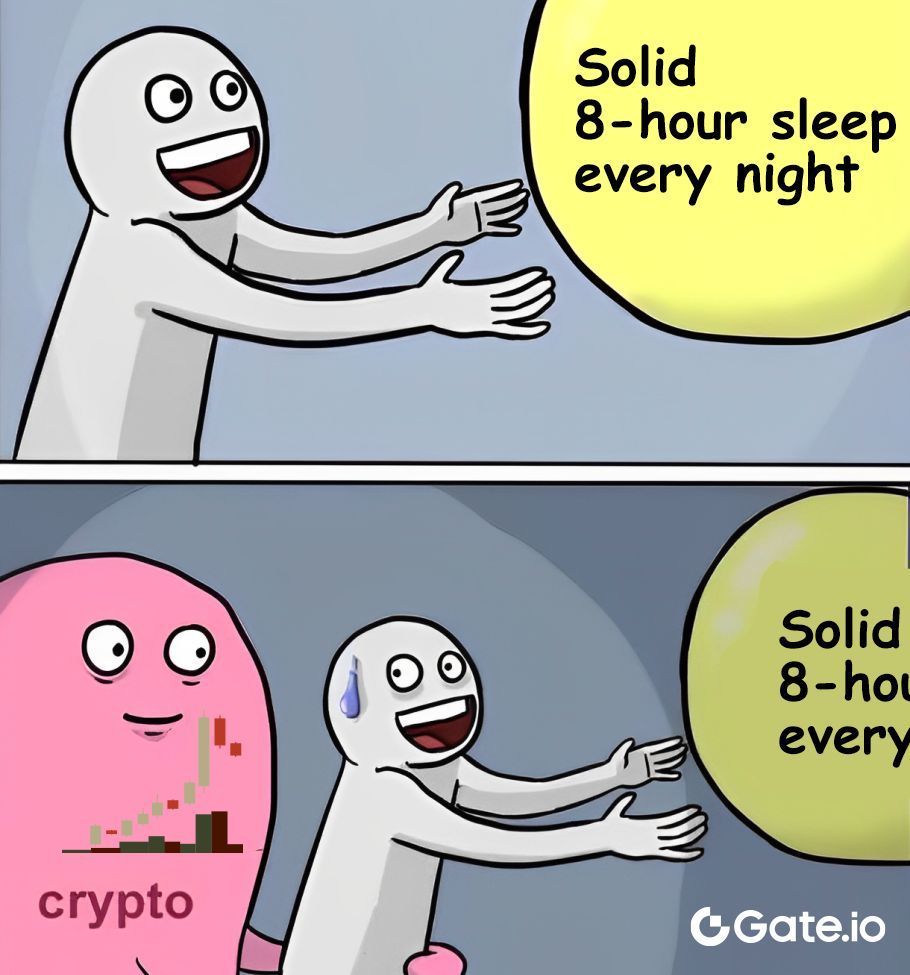 Solid
8-hour sleep
every night
Solid
8-hou
every
crypto
Gate.io